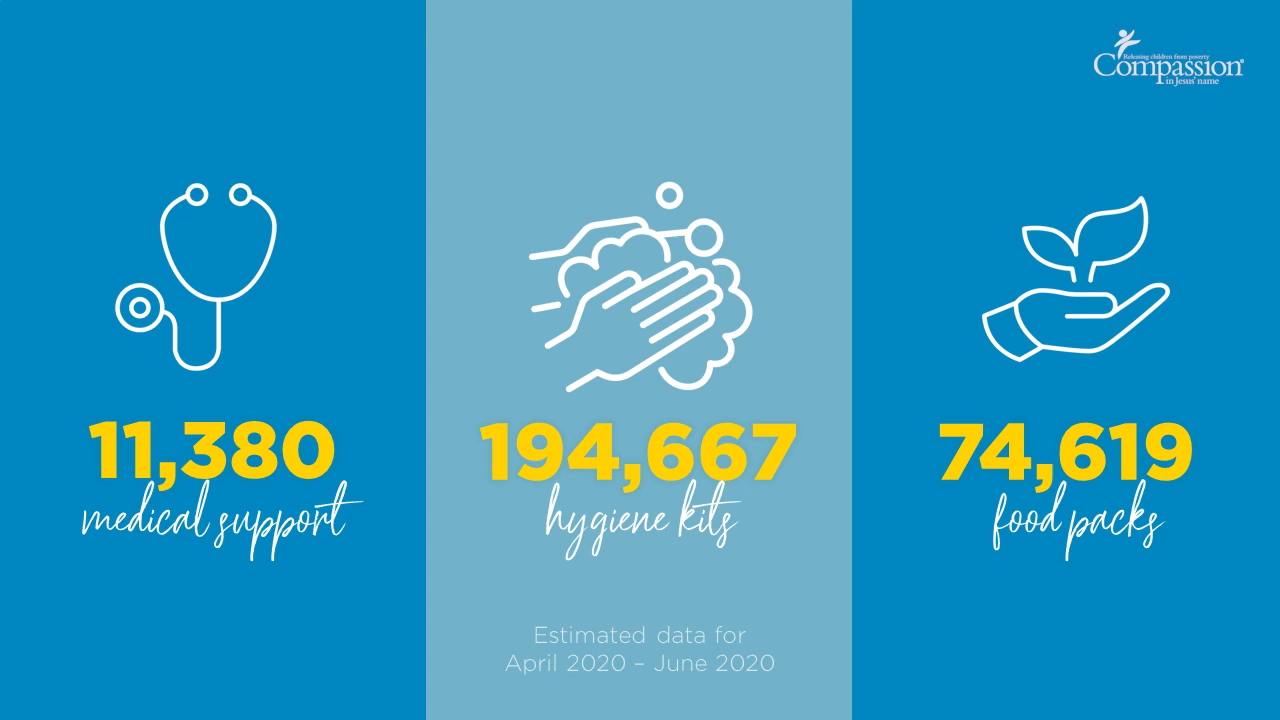 Releasing children from poverty
Compassion®
in Jesus' name
11,380
medical support
194,667
hygiene kits
74,619
food packs
Estimated data for
April 2020 – June 2020